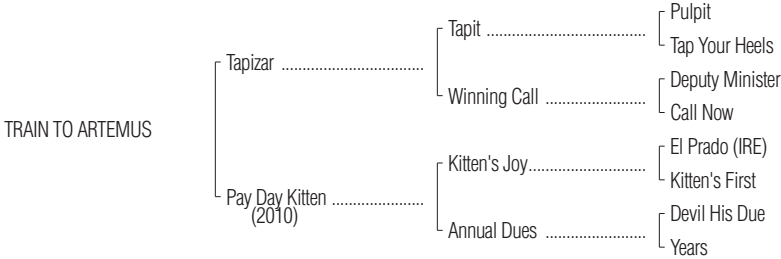 Pulpit
Tapit ....................................
Tap Your Heels
Tapizar .................................
Deputy Minister
Winning Call .........................
Call Now
TRAIN TO ARTEMUS
El Prado (IRE)
Kitten's Joy................................
Kitten's First
Pay Day Kitten .....................
(2010)
Devil His Due
Annual Dues .........................
Years